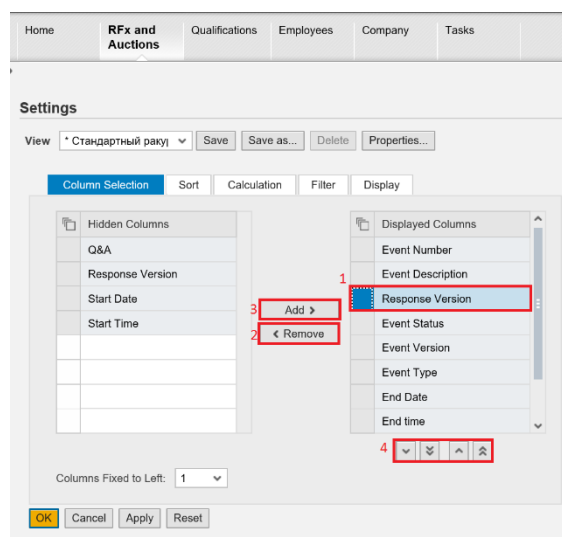 Home RFx and Auctions Qualifications Employees Company Tasks
Settings
View * Стандартный ракур Save Save as... Delete Properties...
Column Selection Sort Calculation Filter Display
Hidden Columns Displayed Columns
Q&A Event Number
Response Version 1 Event Description
Start Date 3 Add Response Version
Start Time 2 Remove Event Status
Event Version
Event Type
End Date
End time
4
Columns Fixed to Left: 1
OK Cancel Apply Reset